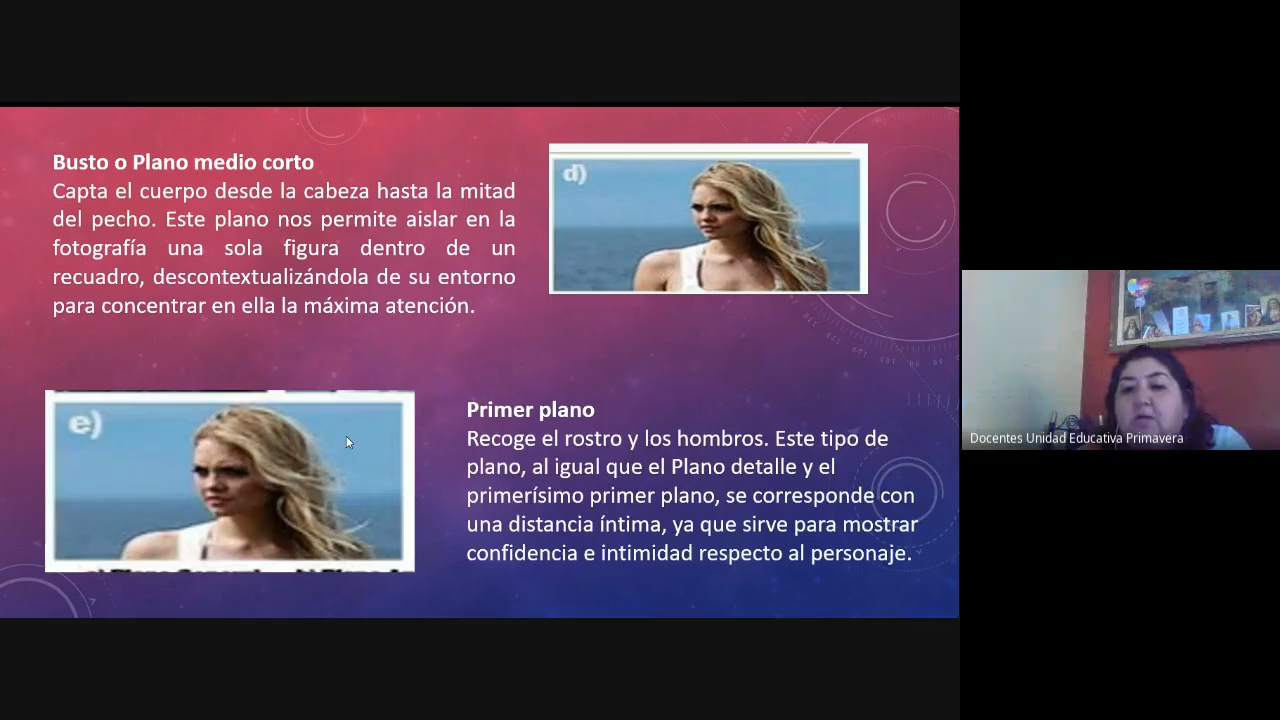 Busto o Plano medio corto
Capta el cuerpo desde la cabeza hasta la mitad
del pecho. Este plano nos permite aislar en la
fotografía una sola figura dentro de un
recuadro, descontextualizándola de su entorno
para concentrar en ella la máxima atención.
d)
e)
Primer plano
Recoge el rostro y los hombros. Este tipo de
plano, al igual que el Plano detalle y el
primerísimo primer plano, se corresponde con
una distancia íntima, ya que sirve para mostrar
confidencia e intimidad respecto al personaje.
Docentes Unidad Educativa Primavera